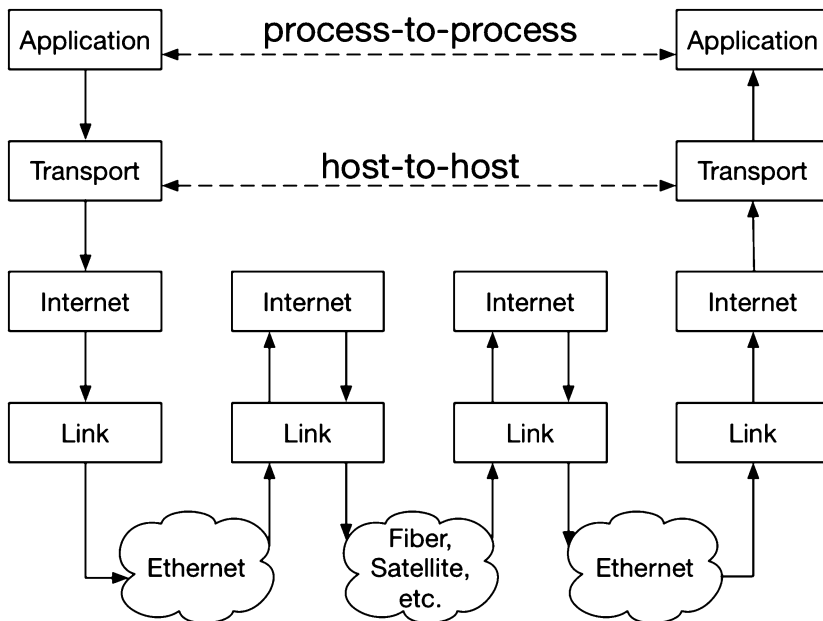 Application
process-to-process
Application
Transport
host-to-host
Transport
Internet
Internet
Internet
Internet
Link
Link
Link
Link
Ethernet
Fiber,
Satellite,
etc.
Ethernet